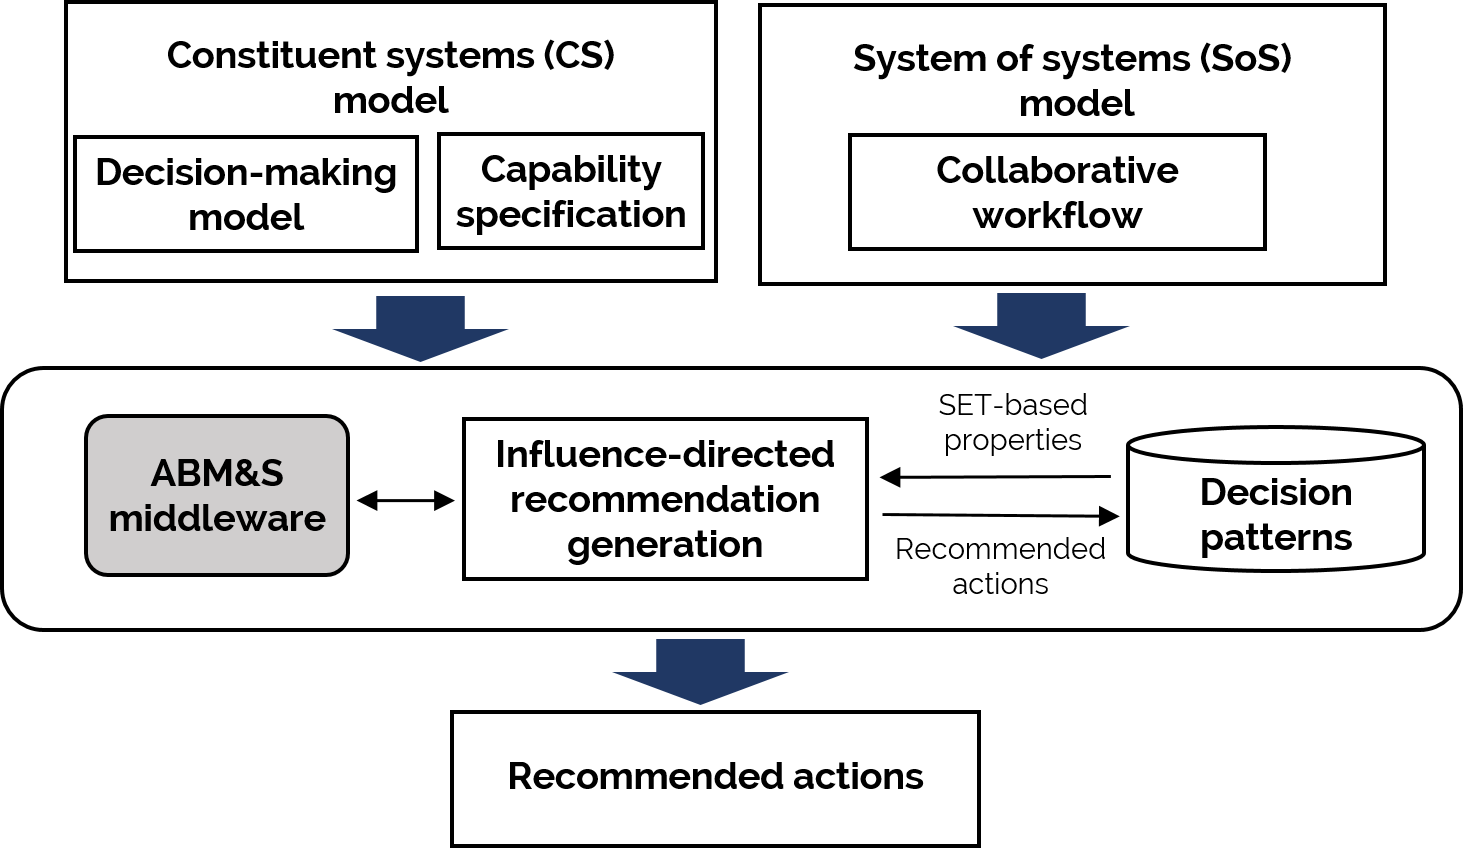 Constituent systems (CS)
model
Decision-making
model
Capability
specification
System of systems (SoS)
model
Collaborative
workflow
ABM&S
middleware
Influence-directed
recommendation
generation
SET-based
properties
Recommended
actions
Decision
patterns
Recommended actions